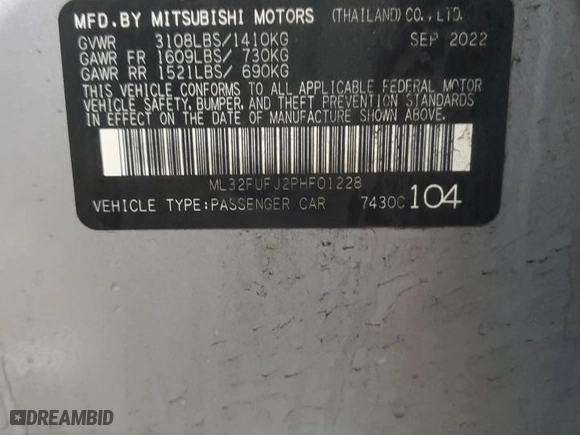 MFD.BY MITSUBISHI MOTORS (THAILAND)CO.,LTD.
GVWR 3108LBS/1410KG SEP 2022
GAWR FR 1609LBS/ 730KG
GAWR RR 1521LBS/ 690KG
THIS VEHICLE CONFORMS TO ALL APPLICABLE FEDERAL MOTOR
VEHICLE SAFETY, BUMPER, AND THEFT PREVENTION STANDARDS
IN EFFECT ON THE DATE OF MANUFACTURE SHOWN ABOVE.
ML32FUFJ2PHF01228
VEHICLE TYPE:PASSENGER CAR 7430C 104
DREAMBID